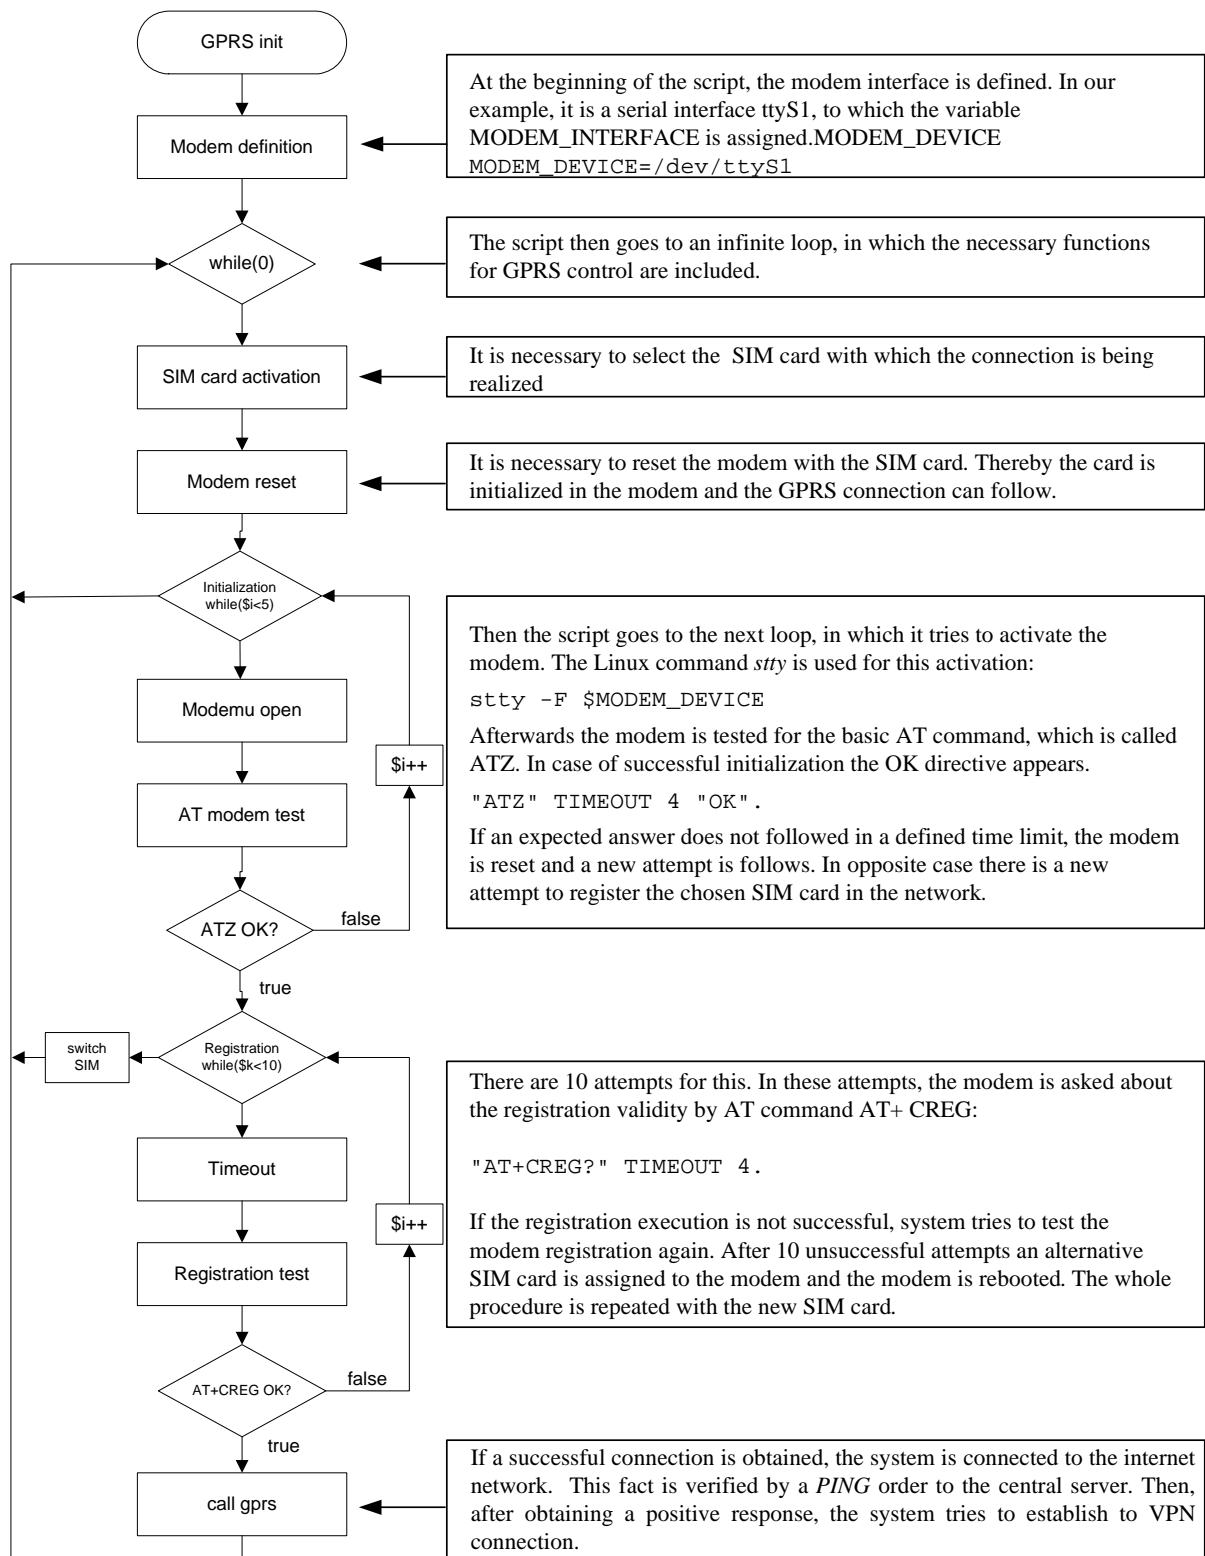 GPRS init
At the beginning of the script, the modem interface is defined. In our
example, it is a serial interface ttyS1, to which the variable
MODEM_INTERFACE is assigned.MODEM_DEVICE
MODEM_DEVICE=/dev/ttyS1
Modem definition
The script then goes to an infinite loop, in which the necessary functions
for GPRS control are included.
while(0)
It is necessary to select the  SIM card with which the connection is being
realized
SIM card activation
It is necessary to reset the modem with the SIM card. Thereby the card is
initialized in the modem and the GPRS connection can follow.
Modem reset
Initialization
while($i<5)
Then the script goes to the next loop, in which it tries to activate the
modem. The Linux command stty is used for this activation:
stty -F $MODEM_DEVICE
Afterwards the modem is tested for the basic AT command, which is called
ATZ. In case of successful initialization the OK directive appears.
"ATZ" TIMEOUT 4 "OK".
If an expected answer does not followed in a defined time limit, the modem
is reset and a new attempt is follows. In opposite case there is a new
attempt to register the chosen SIM card in the network.
Modemu open
$i++
AT modem test
ATZ OK?
false
true
switch
SIM
Registration
while($k<10)
There are 10 attempts for this. In these attempts, the modem is asked about
the registration validity by AT command AT+ CREG:
"AT+CREG?" TIMEOUT 4.
If the registration execution is not successful, system tries to test the
modem registration again. After 10 unsuccessful attempts an alternative
SIM card is assigned to the modem and the modem is rebooted. The whole
procedure is repeated with the new SIM card.
Timeout
$i++
Registration test
AT+CREG OK?
false
true
If a successful connection is obtained, the system is connected to the internet
network.  This fact is verified by a PING order to the central server. Then,
after obtaining a positive response, the system tries to establish to VPN
connection.
call gprs